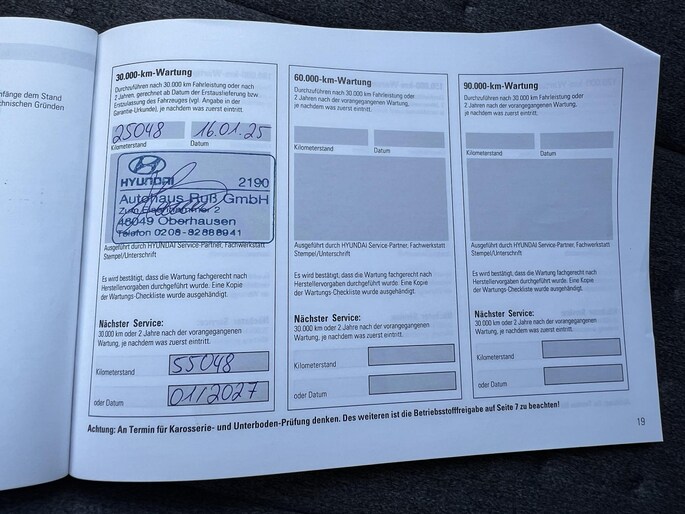 nfänge dem Stand
chnischen Gründen
30.000-km-Wartung
Durchzuführen nach 30.000 km Fahrleistung oder nach
2 Jahren, gerechnet ab Datum der Erstauslieferung bzw.
Erstzulassung des Fahrzeuges (vgl. Angabe in der
Garantie-Urkunde), je nachdem was zuerst eintritt.
25048 16.01.25
Kilometerstand Datum
HYUNDAI 2190
Autohaus Ruß GmbH
2
46049 Oberhausen
Telefon 0208-82888941
Ausgeführt durch HYUNDAI Service-Partner, Fachwerkstatt
Stempel/Unterschrift
Es wird bestätigt, dass die Wartung fachgerecht nach
Herstellervorgaben durchgeführt wurde. Eine Kopie
der Wartungs-Checkliste wurde ausgehändigt.
Nächster Service:
30.000 km oder 2 Jahre nach der vorangegangenen
Wartung, je nachdem was zuerst eintritt.
Kilometerstand 55048
oder Datum 01/2027
60.000-km-Wartung
Durchzuführen nach 30.000 km Fahrleistung oder
2 Jahren nach der vorangegangenen Wartung,
je nachdem was zuerst eintritt.
Kilometerstand Datum
Ausgeführt durch HYUNDAI Service-Partner, Fachwerkstatt
Stempel/Unterschrift
Es wird bestätigt, dass die Wartung fachgerecht nach
Herstellervorgaben durchgeführt wurde. Eine Kopie
der Wartungs-Checkliste wurde ausgehändigt.
Nächster Service:
30.000 km oder 2 Jahre nach der vorangegangenen
Wartung, je nachdem was zuerst eintritt.
Kilometerstand
oder Datum
90.000-km-Wartung
Durchzuführen nach 30.000 km Fahrleistung oder
2 Jahren nach der vorangegangenen Wartung,
je nachdem was zuerst eintritt.
Kilometerstand Datum
Ausgeführt durch HYUNDAI Service-Partner, Fachwerkstatt
Stempel/Unterschrift
Es wird bestätigt, dass die Wartung fachgerecht nach
Herstellervorgaben durchgeführt wurde. Eine Kopie
der Wartungs-Checkliste wurde ausgehändigt.
Nächster Service:
30.000 km oder 2 Jahre nach der vorangegangenen
Wartung, je nachdem was zuerst eintritt.
Kilometerstand
oder Datum
Achtung: An Termin für Karosserie- und Unterboden-Prüfung denken. Des weiteren ist die Betriebsstofffreigabe auf Seite 7 zu beachten!
19